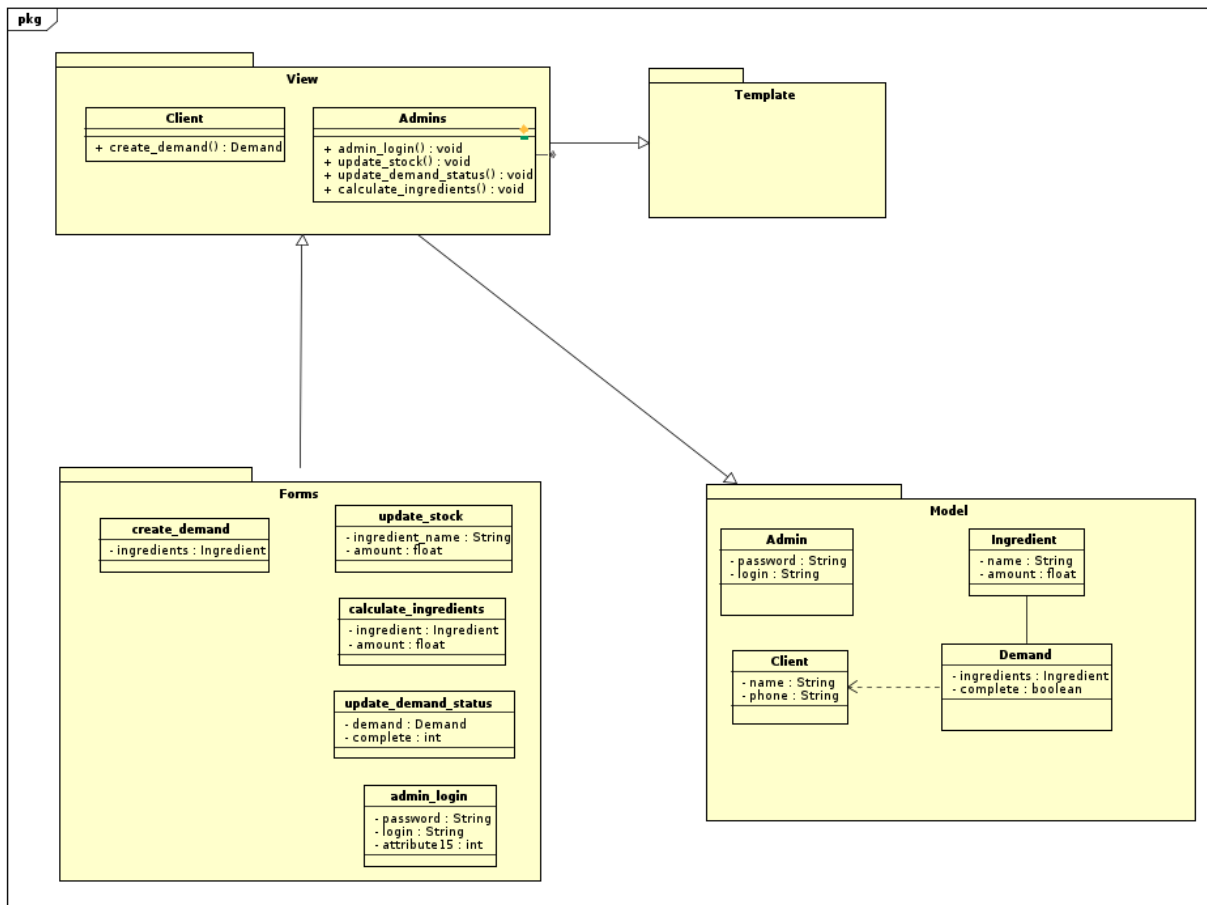 pkg
View
Client
+ create_demand() : Demand
Admins
+ admin_login() : void
+ update_stock() : void
+ update_demand_status() : void
+ calculate_ingredients() : void
Template
Forms
create_demand
- ingredients : Ingredient
update_stock
- ingredient_name : String
- amount : float
calculate_ingredients
- ingredient : Ingredient
- amount : float
update_demand_status
- demand : Demand
- complete : int
admin_login
- password : String
- login : String
- attribute15 : int
Model
Admin
- password : String
- login : String
Ingredient
- name : String
- amount : float
Client
- name : String
- phone : String
Demand
- ingredients : Ingredient
- complete : boolean